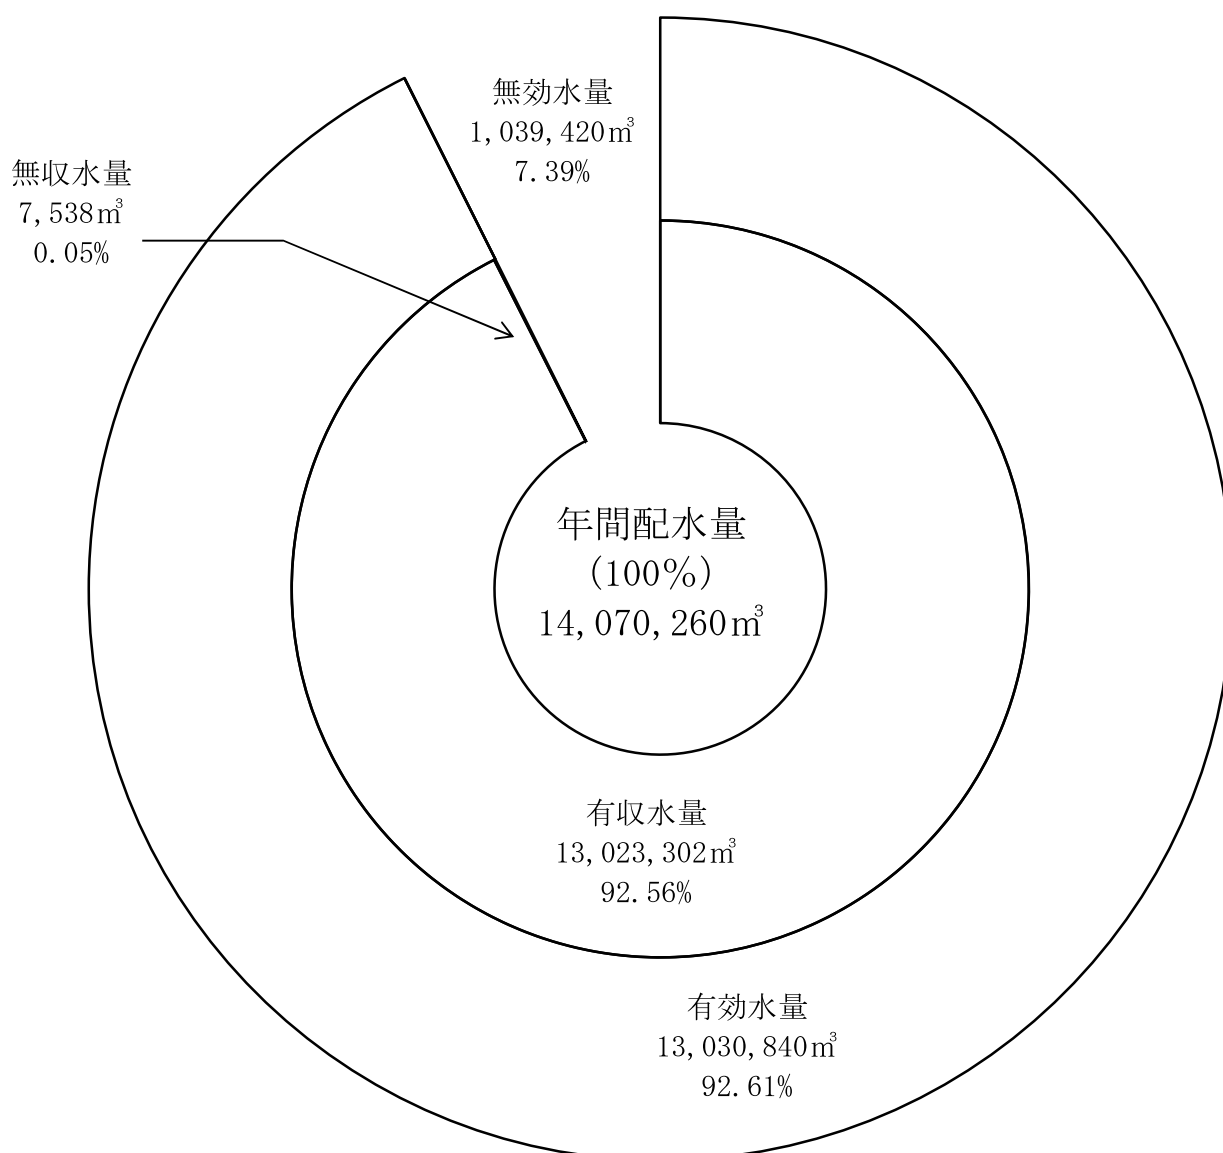 無効水量
1,039,420㎥
7.39%
無収水量
7,538㎥
0.05%
年間配水量
(100%)
14,070,260㎥
有収水量
13,023,302㎥
92.56%
有効水量
13,030,840㎥
92.61%